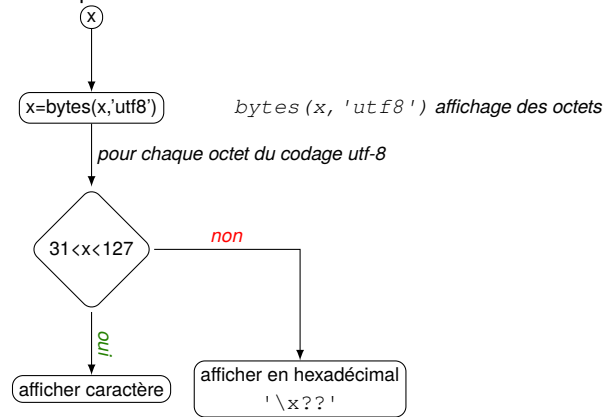 x
x=bytes(x,'utf8')
bytes(x,'utf8') affichage des octets
pour chaque octet du codage utf-8
31<x<127
non
oui
afficher caractère
afficher en hexadécimal
'\x??'